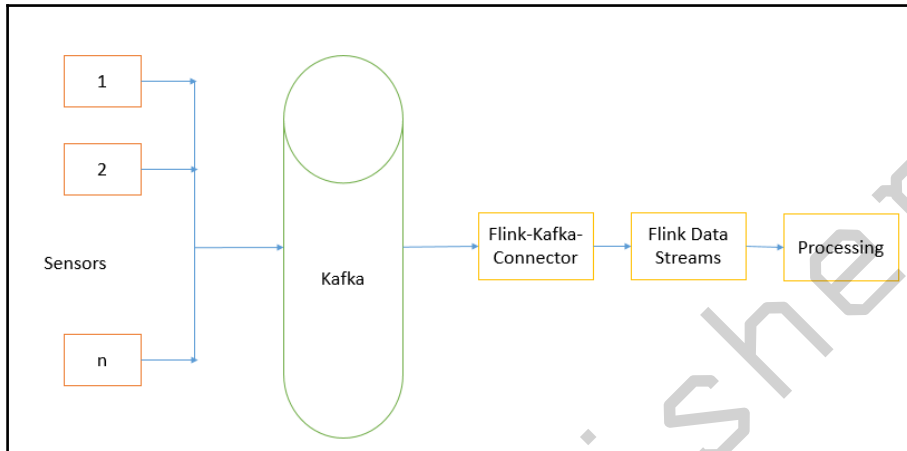 1
2
Sensors
n
Kafka
Flink-Kafka-
Connector
Flink Data
Streams
Processing